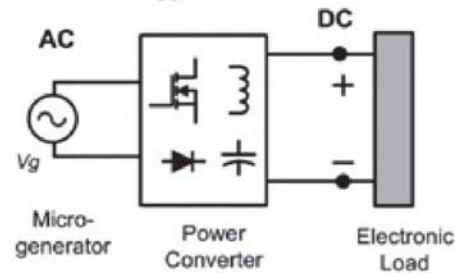 AC
DC
+
Vg
−
Micro-
generator
Power
Converter
Electronic
Load